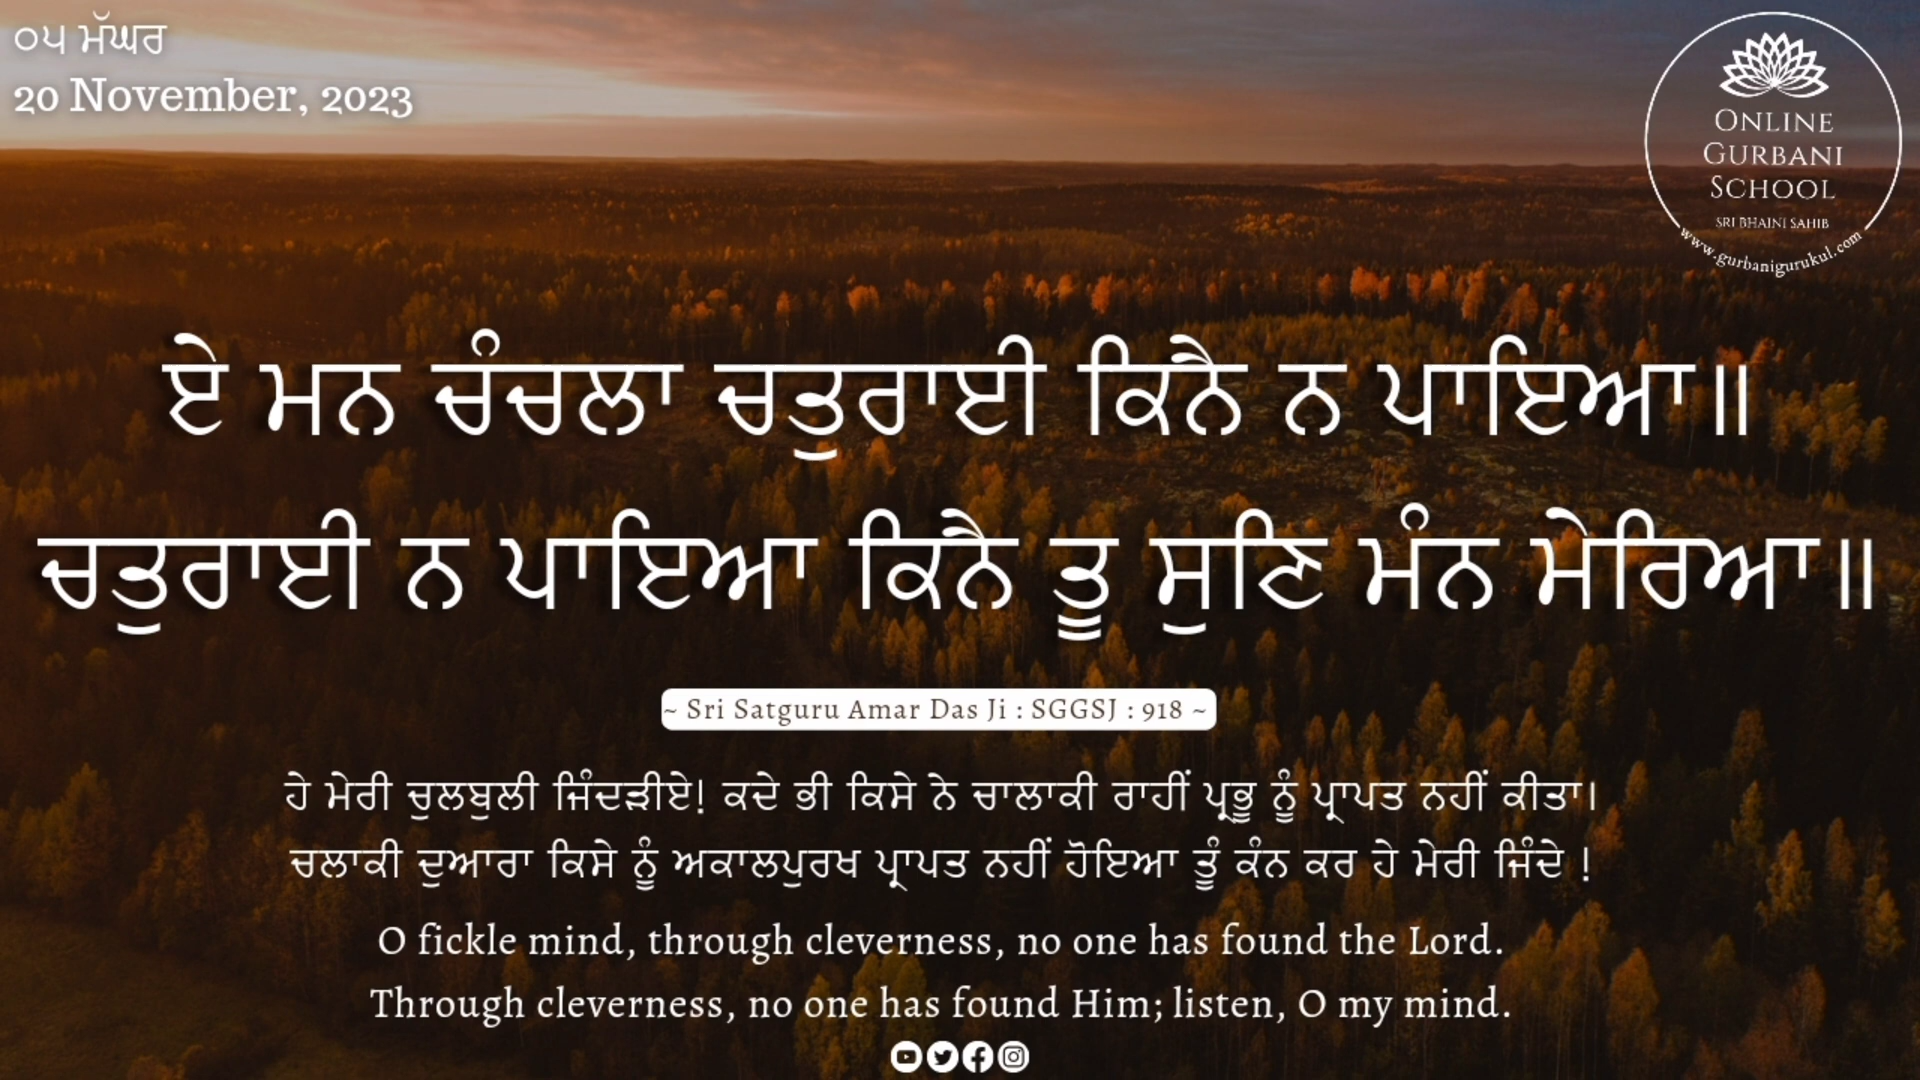 ੦੫ ਮੱਘਰ
20 November, 2023
ONLINE
GURBANI
SCHOOL
SRI BHAINI SAHIB
www.gurbanigurukul.com
ਏ ਮਨ ਚੰਚਲਾ ਚਤੁਰਾਈ ਕਿਨੈ ਨ ਪਾਇਆ॥
ਚਤੁਰਾਈ ਨ ਪਾਇਆ ਕਿਨੈ ਤੂ ਸੁਣਿ ਮੰਨ ਮੇਰਿਆ॥
~ Sri Satguru Amar Das Ji : SGGSJ : 918 ~
ਹੇ ਮੇਰੀ ਚੁਲਬੁਲੀ ਜਿੰਦੜੀਏ! ਕਦੇ ਭੀ ਕਿਸੇ ਨੇ ਚਾਲਾਕੀ ਰਾਹੀਂ ਪ੍ਰਭੂ ਨੂੰ ਪ੍ਰਾਪਤ ਨਹੀਂ ਕੀਤਾ।
ਚਲਾਕੀ ਦੁਆਰਾ ਕਿਸੇ ਨੂੰ ਅਕਾਲਪੁਰਖ ਪ੍ਰਾਪਤ ਨਹੀਂ ਹੋਇਆ ਤੂੰ ਕੰਨ ਕਰ ਹੇ ਮੇਰੀ ਜਿੰਦੇ !
O fickle mind, through cleverness, no one has found the Lord.
Through cleverness, no one has found Him; listen, O my mind.